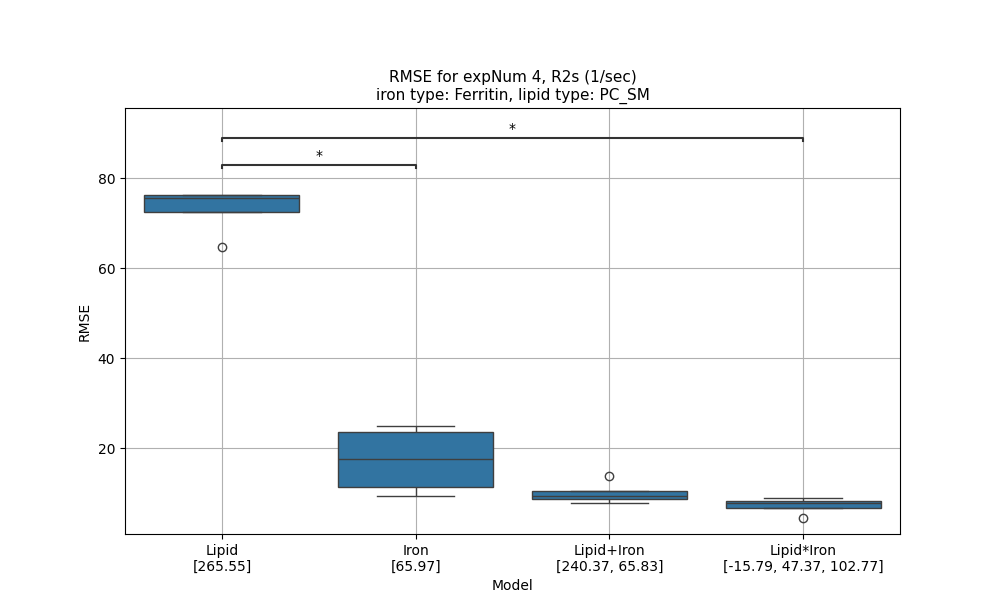 RMSE for expNum 4, R2s (1/sec)
iron type: Ferritin, lipid type: PC_SM
*
*
80
60
40
20
RMSE
Lipid Iron Lipid+Iron Lipid*Iron
[265.55] [65.97] [240.37, 65.83] [-15.79, 47.37, 102.77]
Model